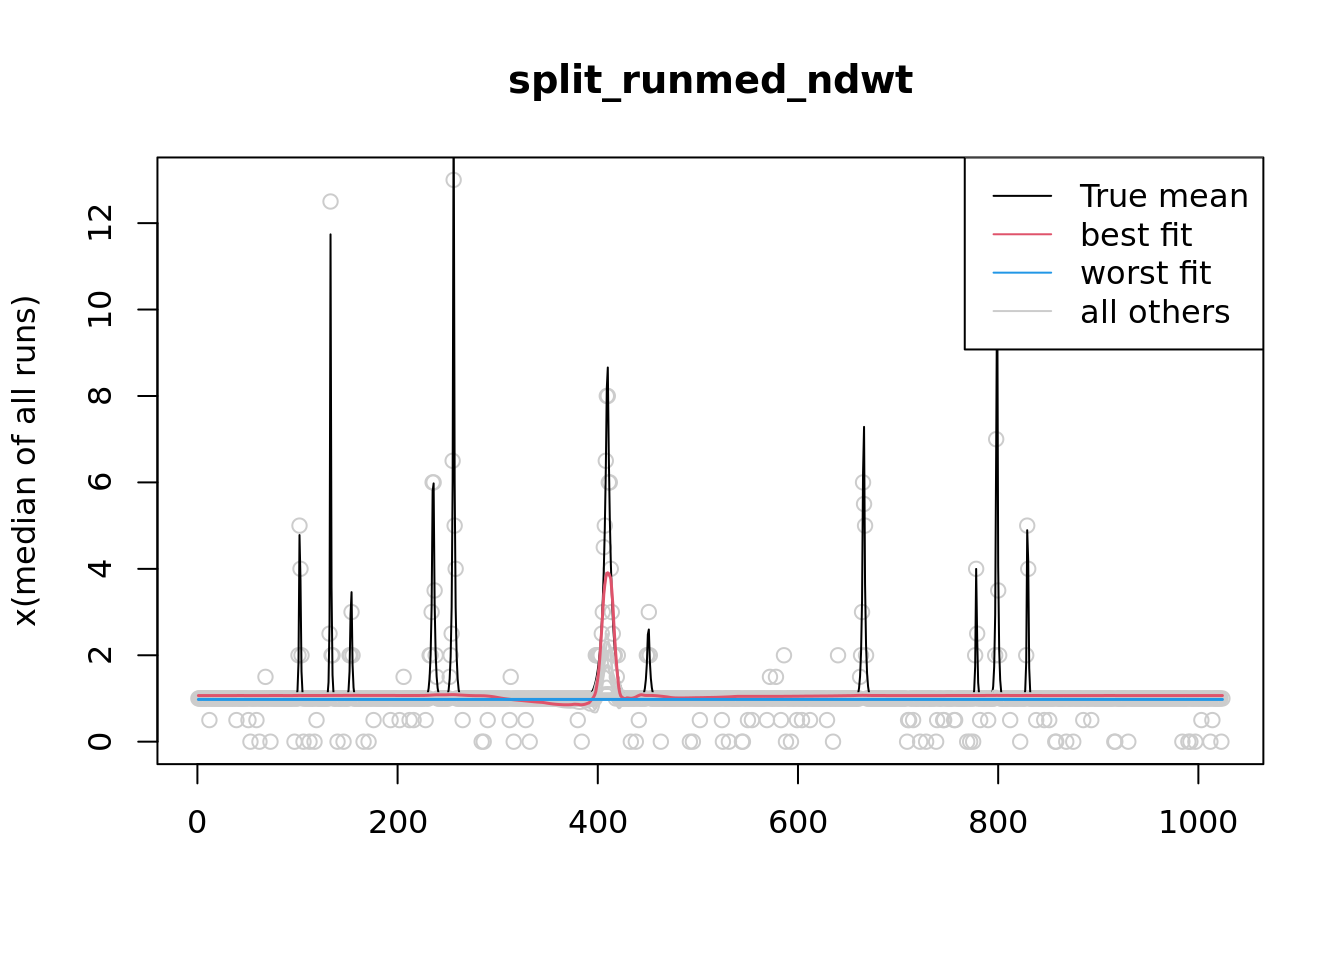 split_runmed_ndwt
True mean
best fit
worst fit
all others
x(median of all runs)
12
10
8
6
4
2
0
0 200 400 600 800 1000